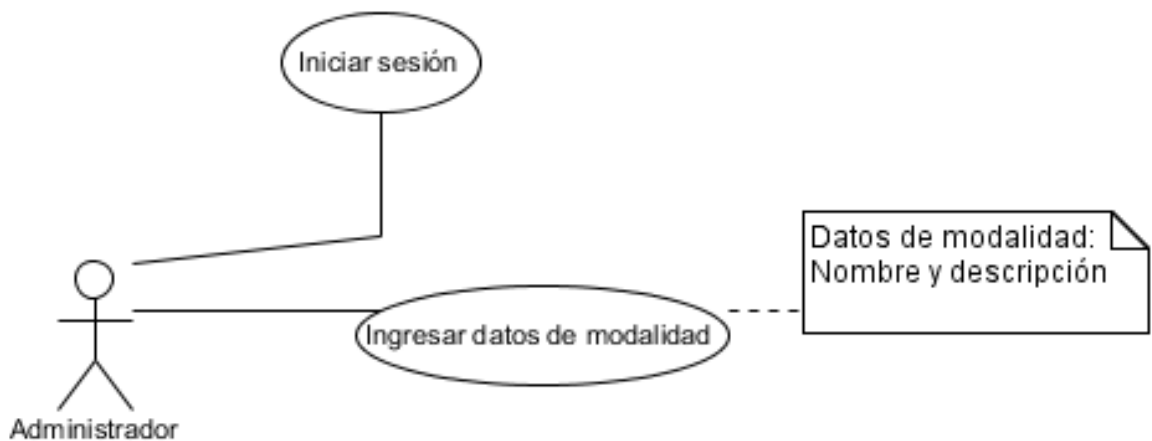 Iniciar sesión
Datos de modalidad:
Nombre y descripción
Ingresar datos de modalidad
Administrador